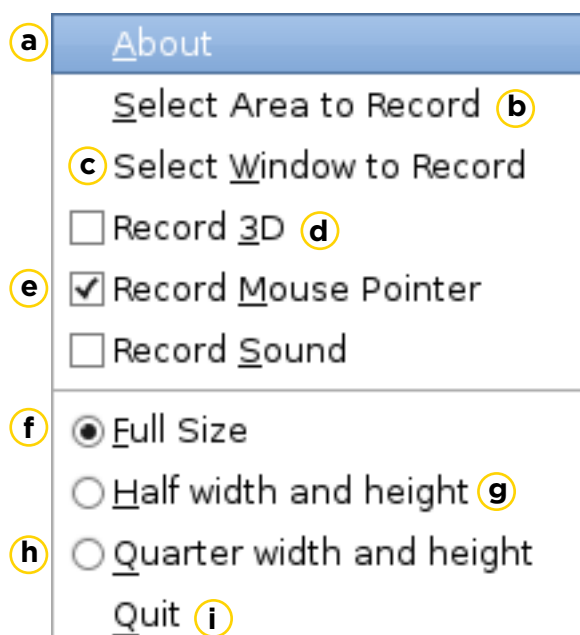 a About
Select Area to Record b
c Select Window to Record
Record 3D d
e Record Mouse Pointer
Record Sound
f Full Size
Half width and height g
h Quarter width and height
Quit i